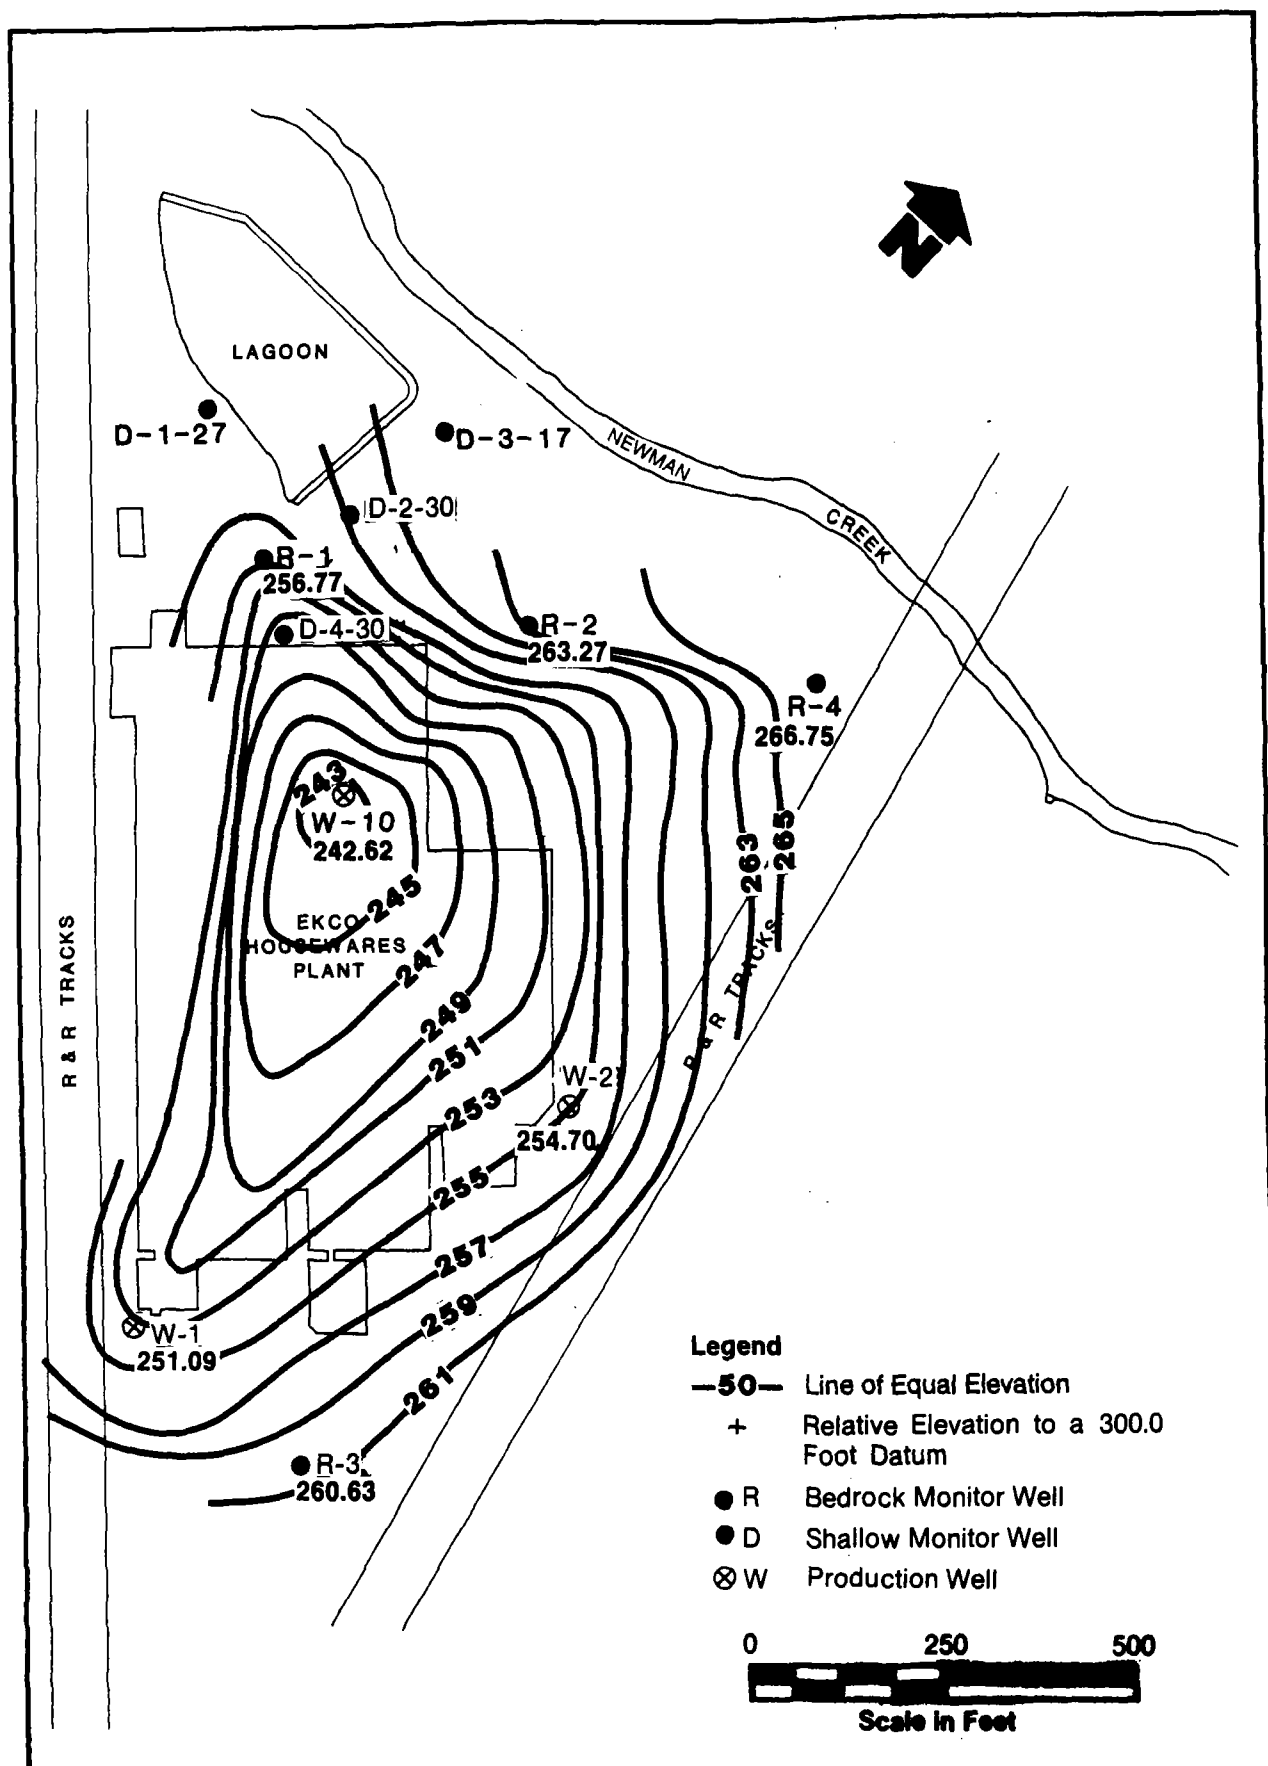 N
LAGOON
D-1-27
D-3-17
NEWMAN
CREEK
D-2-30
R-1
256.77
D-4-30
R-2
263.27
R-4
266.75
243
W-10
242.62
263
265
245
EKCO
HOUSEWARES
PLANT
247
R & R TRACKS
R & R TRACKS
249
251
W-2
253
254.70
255
257
259
W-1
251.09
261
R-3
260.63
Legend
-50- Line of Equal Elevation
+ Relative Elevation to a 300.0
Foot Datum
R Bedrock Monitor Well
D Shallow Monitor Well
W Production Well
0 250 500
Scale in Feet